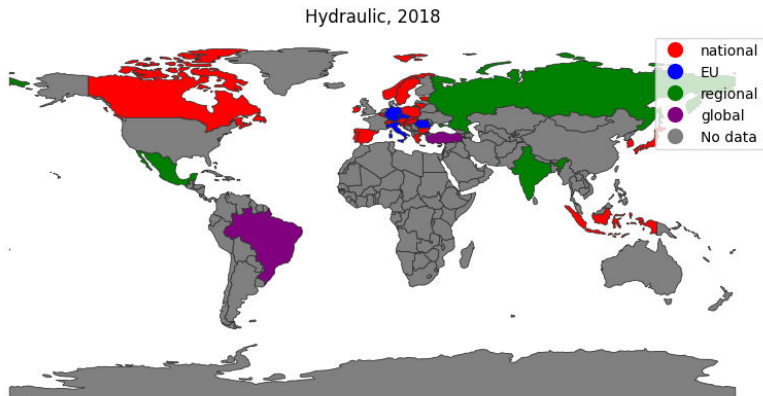 Hydraulic, 2018
national
EU
regional
global
No data